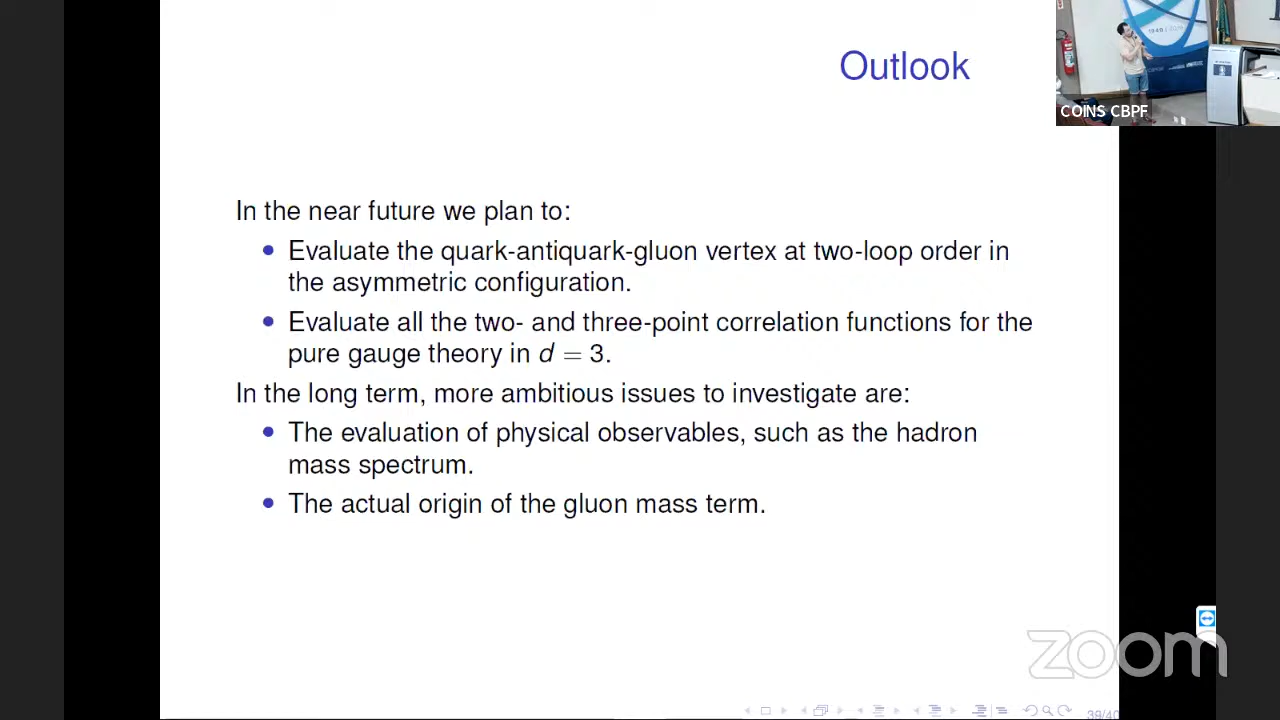 Outlook
COINS CBPF
In the near future we plan to:
Evaluate the quark-antiquark-gluon vertex at two-loop order in
the asymmetric configuration.
Evaluate all the two- and three-point correlation functions for the
pure gauge theory in d = 3.
In the long term, more ambitious issues to investigate are:
The evaluation of physical observables, such as the hadron
mass spectrum.
The actual origin of the gluon mass term.
zoom